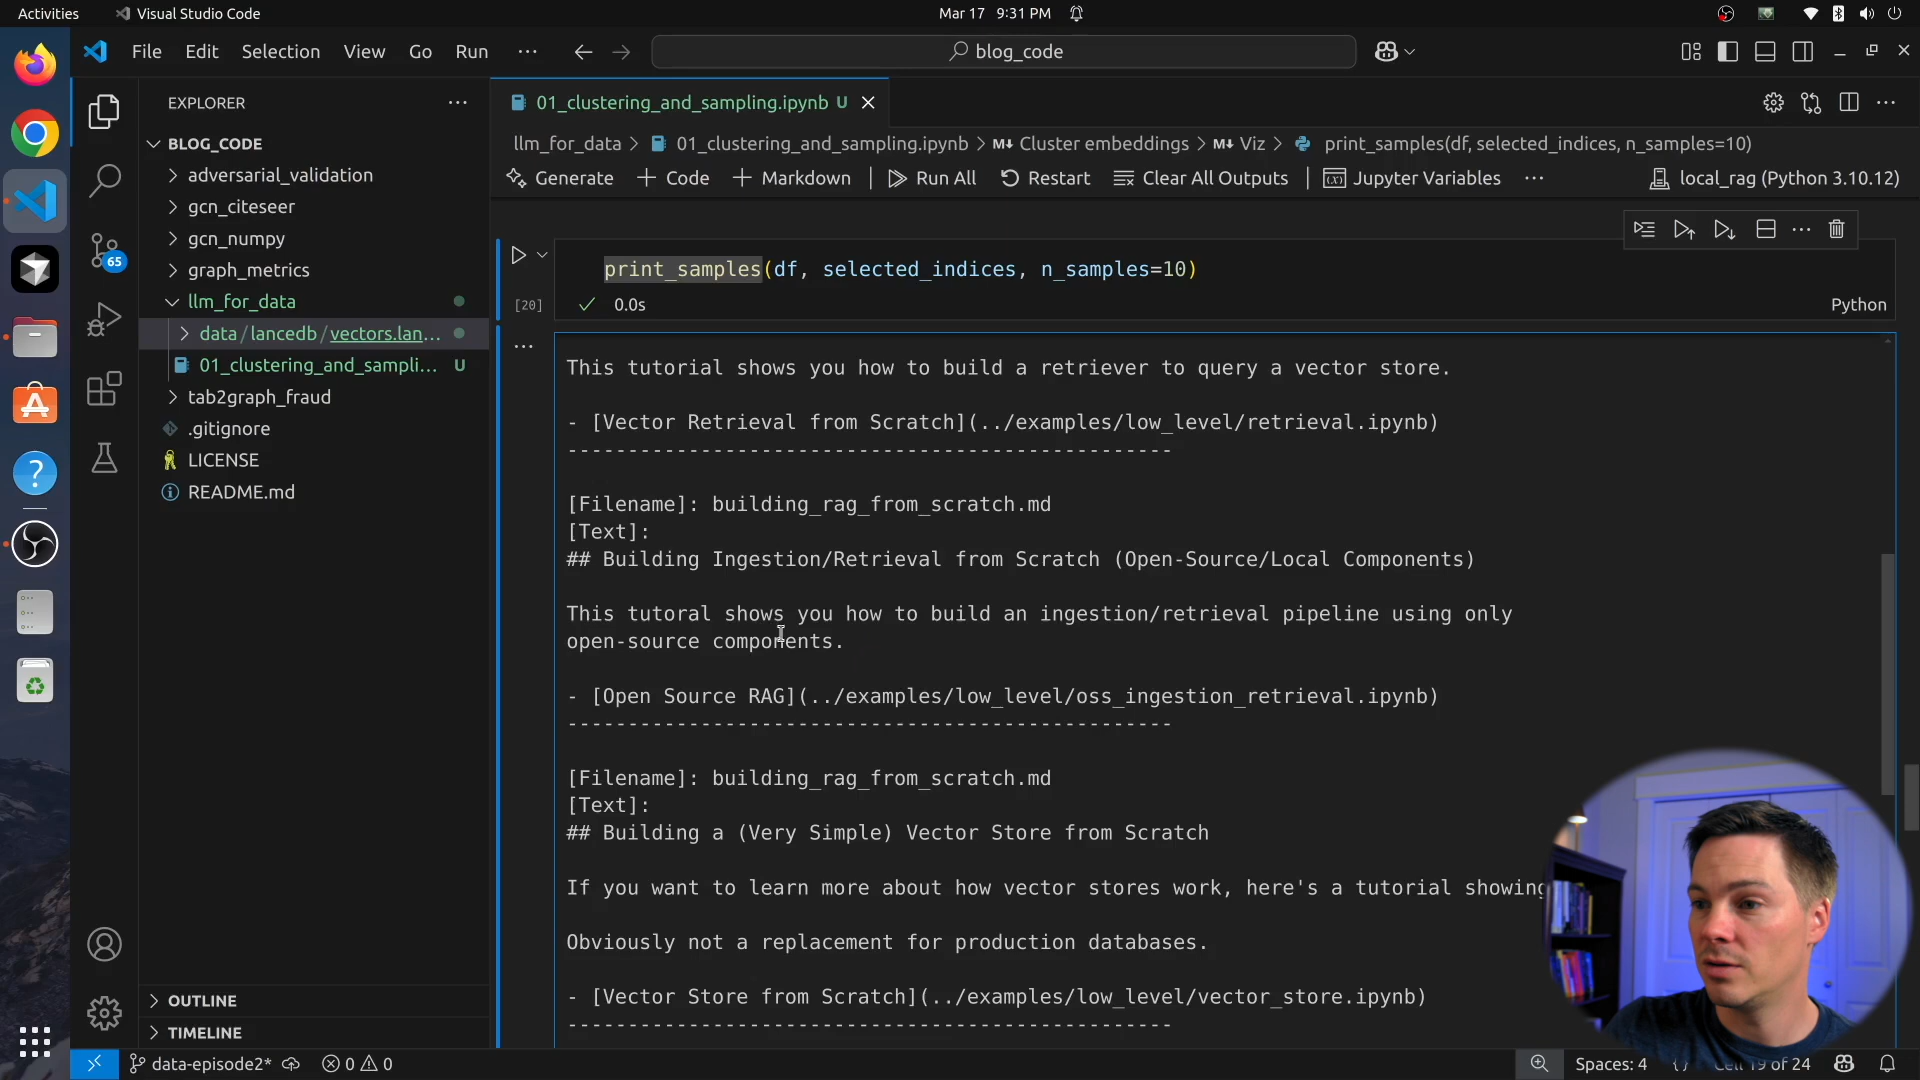 Activities
Visual Studio Code
Mar 17 9:31 PM
File Edit Selection View Go Run ···
blog_code
EXPLORER ···
01_clustering_and_sampling.ipynb U
llm_for_data > 01_clustering_and_sampling.ipynb > M↓ Cluster embeddings > M↓ Viz > print_samples(df, selected_indices, n_samples=10)
Generate + Code + Markdown Run All Restart Clear All Outputs Jupyter Variables ··· local_rag (Python 3.10.12)
BLOG_CODE
adversarial_validation
gcn_citeseer
gcn_numpy
graph_metrics
llm_for_data
data/lancedb/vectors.lan...
01_clustering_and_sampli... U
tab2graph_fraud
.gitignore
LICENSE
README.md
65
print_samples(df, selected_indices, n_samples=10)
[20] ✓ 0.0s Python
This tutorial shows you how to build a retriever to query a vector store.
- [Vector Retrieval from Scratch](../examples/low_level/retrieval.ipynb)
--------------------------------------------------
[Filename]: building_rag_from_scratch.md
[Text]:
## Building Ingestion/Retrieval from Scratch (Open-Source/Local Components)
This tutoral shows you how to build an ingestion/retrieval pipeline using only
open-source components.
- [Open Source RAG](../examples/low_level/oss_ingestion_retrieval.ipynb)
--------------------------------------------------
[Filename]: building_rag_from_scratch.md
[Text]:
## Building a (Very Simple) Vector Store from Scratch
If you want to learn more about how vector stores work, here's a tutorial showing
Obviously not a replacement for production databases.
- [Vector Store from Scratch](../examples/low_level/vector_store.ipynb)
--------------------------------------------------
OUTLINE
TIMELINE
data-episode2* 0 0 Spaces: 4 Cell 19 of 24